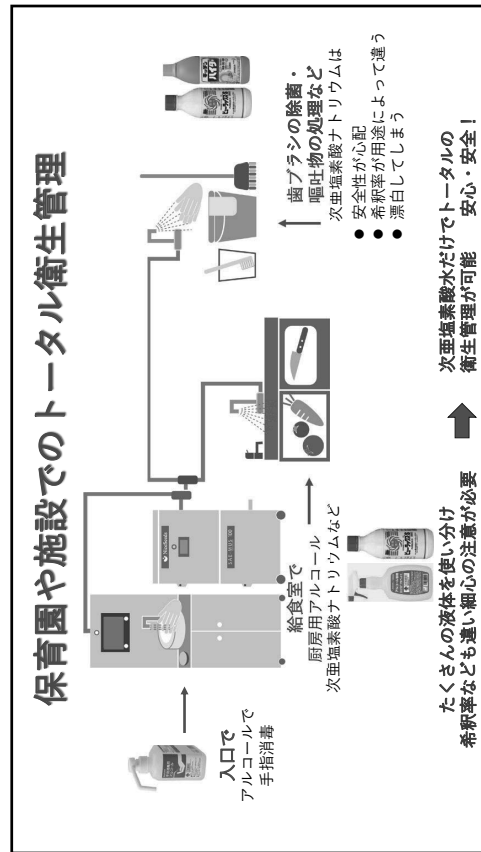 保育園や施設でのトータル衛生管理
入口で
アルコールで
手指消毒
給食室で
厨房用アルコール
次亜塩素酸ナトリウムなど
歯ブラシの除菌・
嘔吐物の処理など
次亜塩素酸ナトリウムは
● 安全性が心配
● 希釈率が用途によって違う
● 漂白してしまう
たくさんの液体を使い分け
希釈率なども違い細心の注意が必要
次亜塩素酸水だけでトータルの
衛生管理が可能　安心・安全！